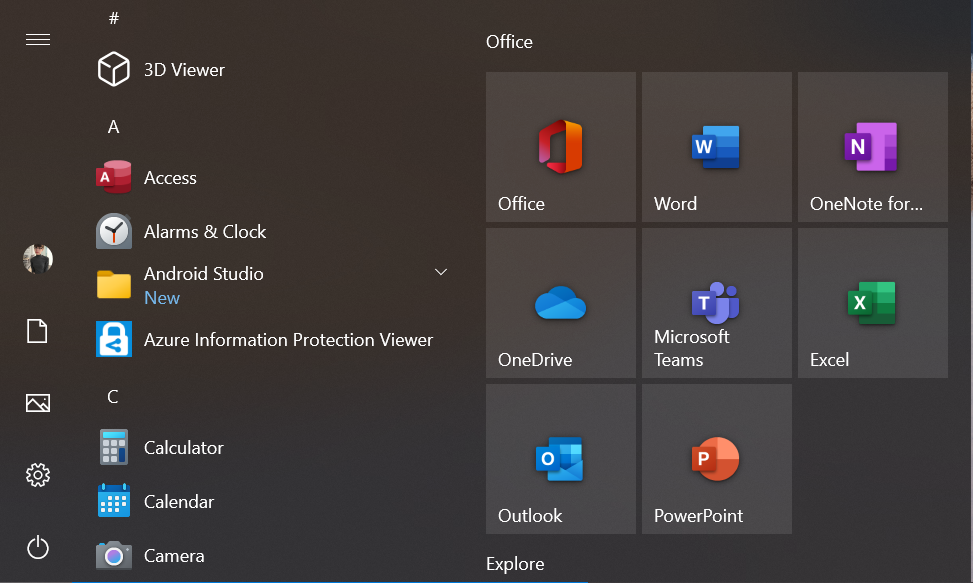 #
3D Viewer
A
Access
Alarms & Clock
Android Studio
New
Azure Information Protection Viewer
C
Calculator
Calendar
Camera
Office
Office
Word
OneNote for...
OneDrive
Microsoft
Teams
Excel
Outlook
PowerPoint
Explore